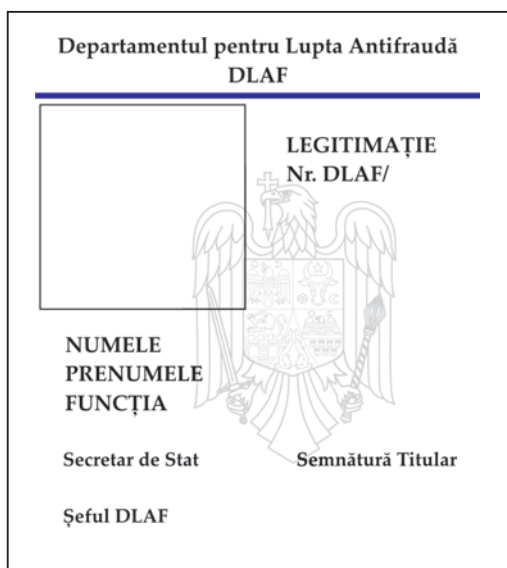 Departamentul pentru Lupta Antifraudă
DLAF
LEGITIMAȚIE
Nr. DLAF/
NUMELE
PRENUMELE
FUNCȚIA
Secretar de Stat
Semnătură Titular
Șeful DLAF